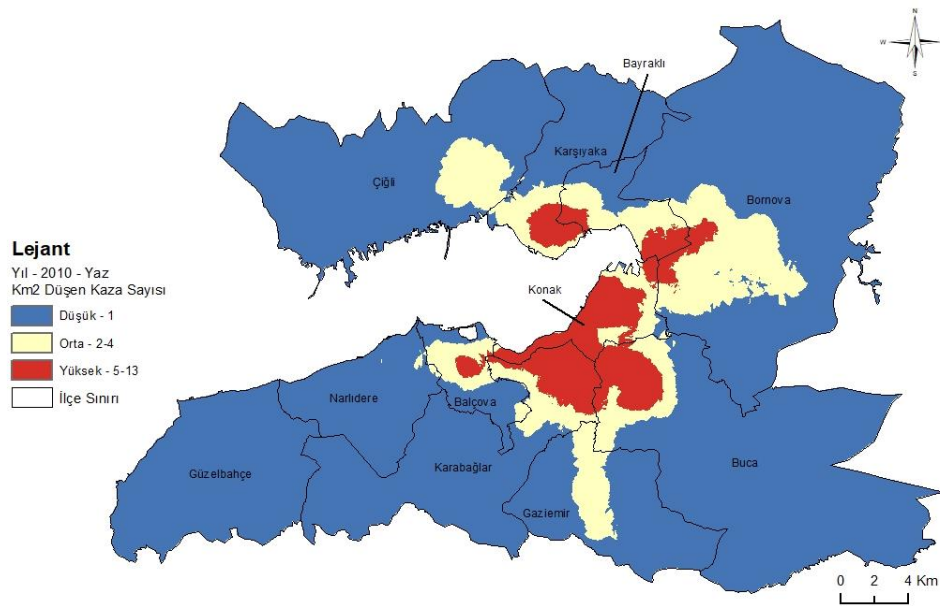 N
W
E
S
Bayraklı
Karşıyaka
Çiğli
Bornova
Lejant
Yıl - 2010 - Yaz
Km2 Düşen Kaza Sayısı
Düşük - 1
Orta - 2-4
Yüksek - 5-13
İlçe Sınırı
Konak
Narlıdere
Balçova
Güzelbahçe
Karabağlar
Buca
Gaziemir
0 2 4 Km